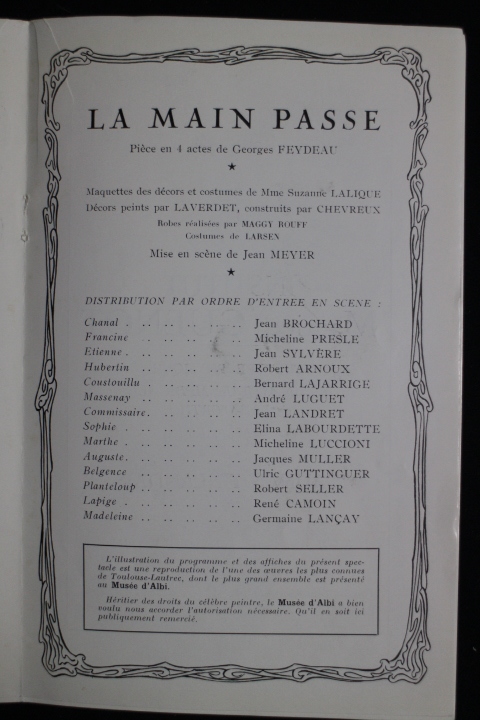 LA MAIN PASSE
Pièce en 4 actes de Georges FEYDEAU
★
Maquettes des décors et costumes de Mme Suzanne LALIQUE
Décors peints par LAVERDET, construits par CHEVREUX
Robes réalisées par MAGGY ROUFF
Costumes de LARSEN
Mise en scène de Jean MEYER
★
DISTRIBUTION PAR ORDRE D'ENTREE EN SCENE :
Chanal . .. .. .. .. .. Jean BROCHARD
Francine .. .. .. .. .. Micheline PRESLE
Etienne . .. .. .. .. .. Jean SYLVÈRE
Hubertin .. .. .. .. .. Robert ARNOUX
Coustouillu . .. .. .. .. Bernard LAJARRIGE
Massenay .. .. .. .. .. André LUGUET
Commissaire. .. .. .. .. Jean LANDRET
Sophie . .. .. .. .. .. Elina LABOURDETTE
Marthe . .. .. .. .. .. Micheline LUCCIONI
Auguste. .. .. .. .. .. Jacques MULLER
Belgence .. .. .. .. .. Ulric GUTTINGUER
Planteloup .. .. .. .. .. Robert SELLER
Lapige . .. .. .. .. .. René CAMOIN
Madeleine . .. .. .. .. Germaine LANÇAY
L'illustration du programme et des affiches du présent spec-
tacle est une reproduction de l'une des œuvres les plus connues
de Toulouse-Lautrec, dont le plus grand ensemble est présenté
au Musée d'Albi.
Héritier des droits du célèbre peintre, le Musée d'Albi a bien
voulu nous accorder l'autorisation nécessaire. Qu'il en soit ici
publiquement remercié.